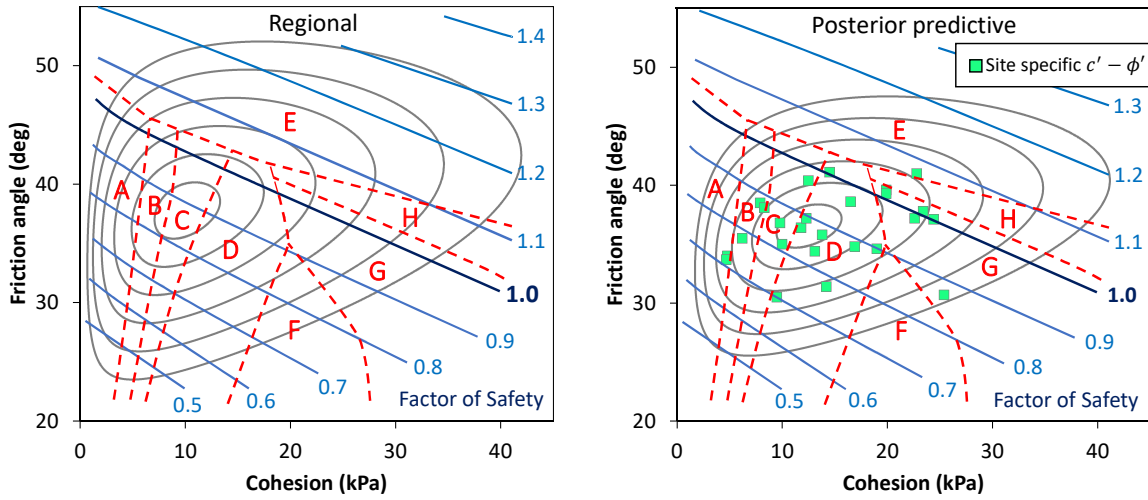 Regional
1.4
50
1.3
E
1.2
40
A
B
C
H
1.1
D
G
1.0
30
F
0.9
0.8
0.7
0.6
0.5
Factor of Safety
20
0
10
20
30
40
Cohesion (kPa)
Friction angle (deg)
Posterior predictive
Site specific c′ − ϕ′
50
1.3
E
1.2
40
A
B
C
H
1.1
D
G
1.0
30
F
0.9
0.8
0.7
0.6
0.5
Factor of Safety
20
0
10
20
30
40
Cohesion (kPa)
Friction angle (deg)